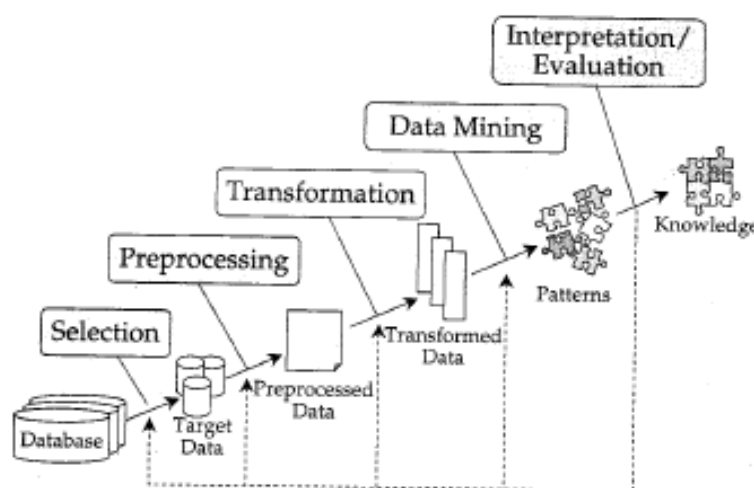 Interpretation/
Evaluation
Data Mining
Transformation
Preprocessing
Selection
Knowledge
Patterns
Transformed
Data
Preprocessed
Data
Target
Data
Database